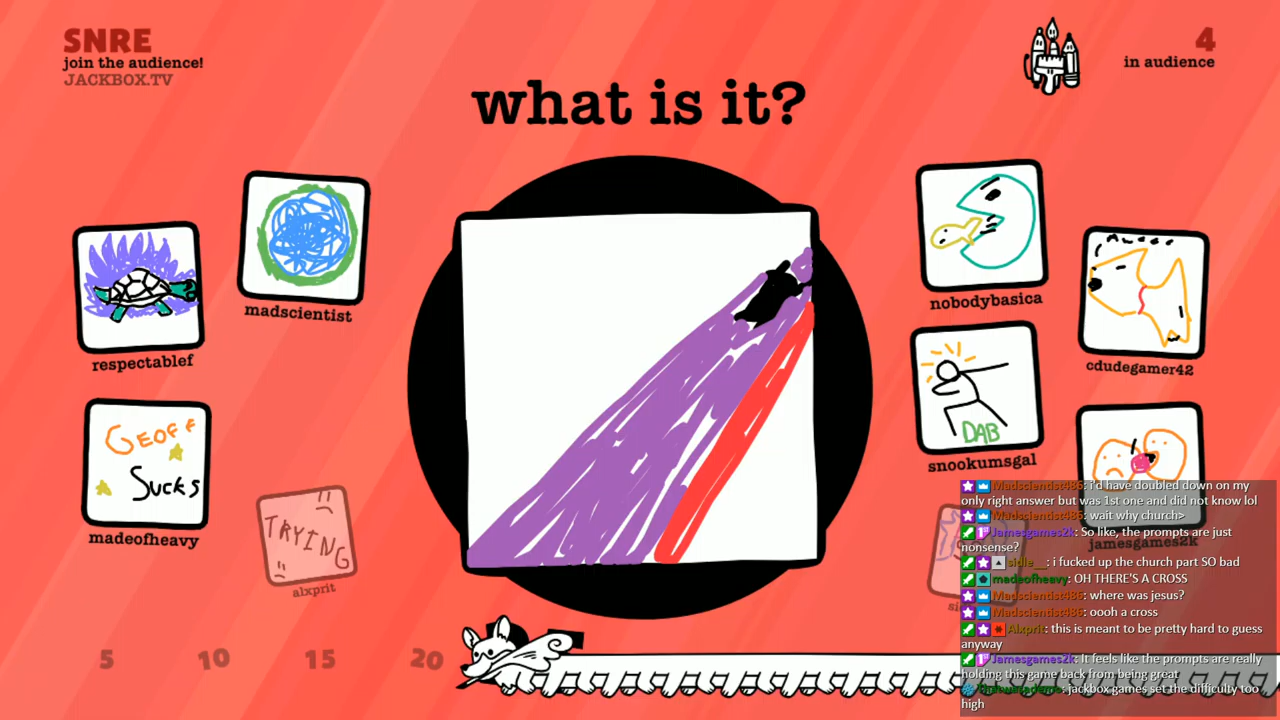 SNRE
join the audience!
JACKBOX.TV
4
in audience
what is it?
respectablef
madscientist
GEOFF
SUCKS
madeofheavy
TRYING
alxprit
nobodybasica
cdudegamer42
DAB
snookumsgal
jamesgames2k
5 10 15 20
Madscientist486: i'd have doubled down on my
only right answer but was 1st one and did not know lol
Madscientist486: wait why church>
Jamesgames2k: So like, the prompts are just
nonsense?
sidle__: i fucked up the church part SO bad
madeofheavy: OH THERE'S A CROSS
Madscientist486: where was jesus?
Madscientist486: oooh a cross
Alxprit: this is meant to be pretty hard to guess
anyway
Jamesgames2k: It feels like the prompts are really
holding this game back from being great
: jackbox games set the difficulty too
high